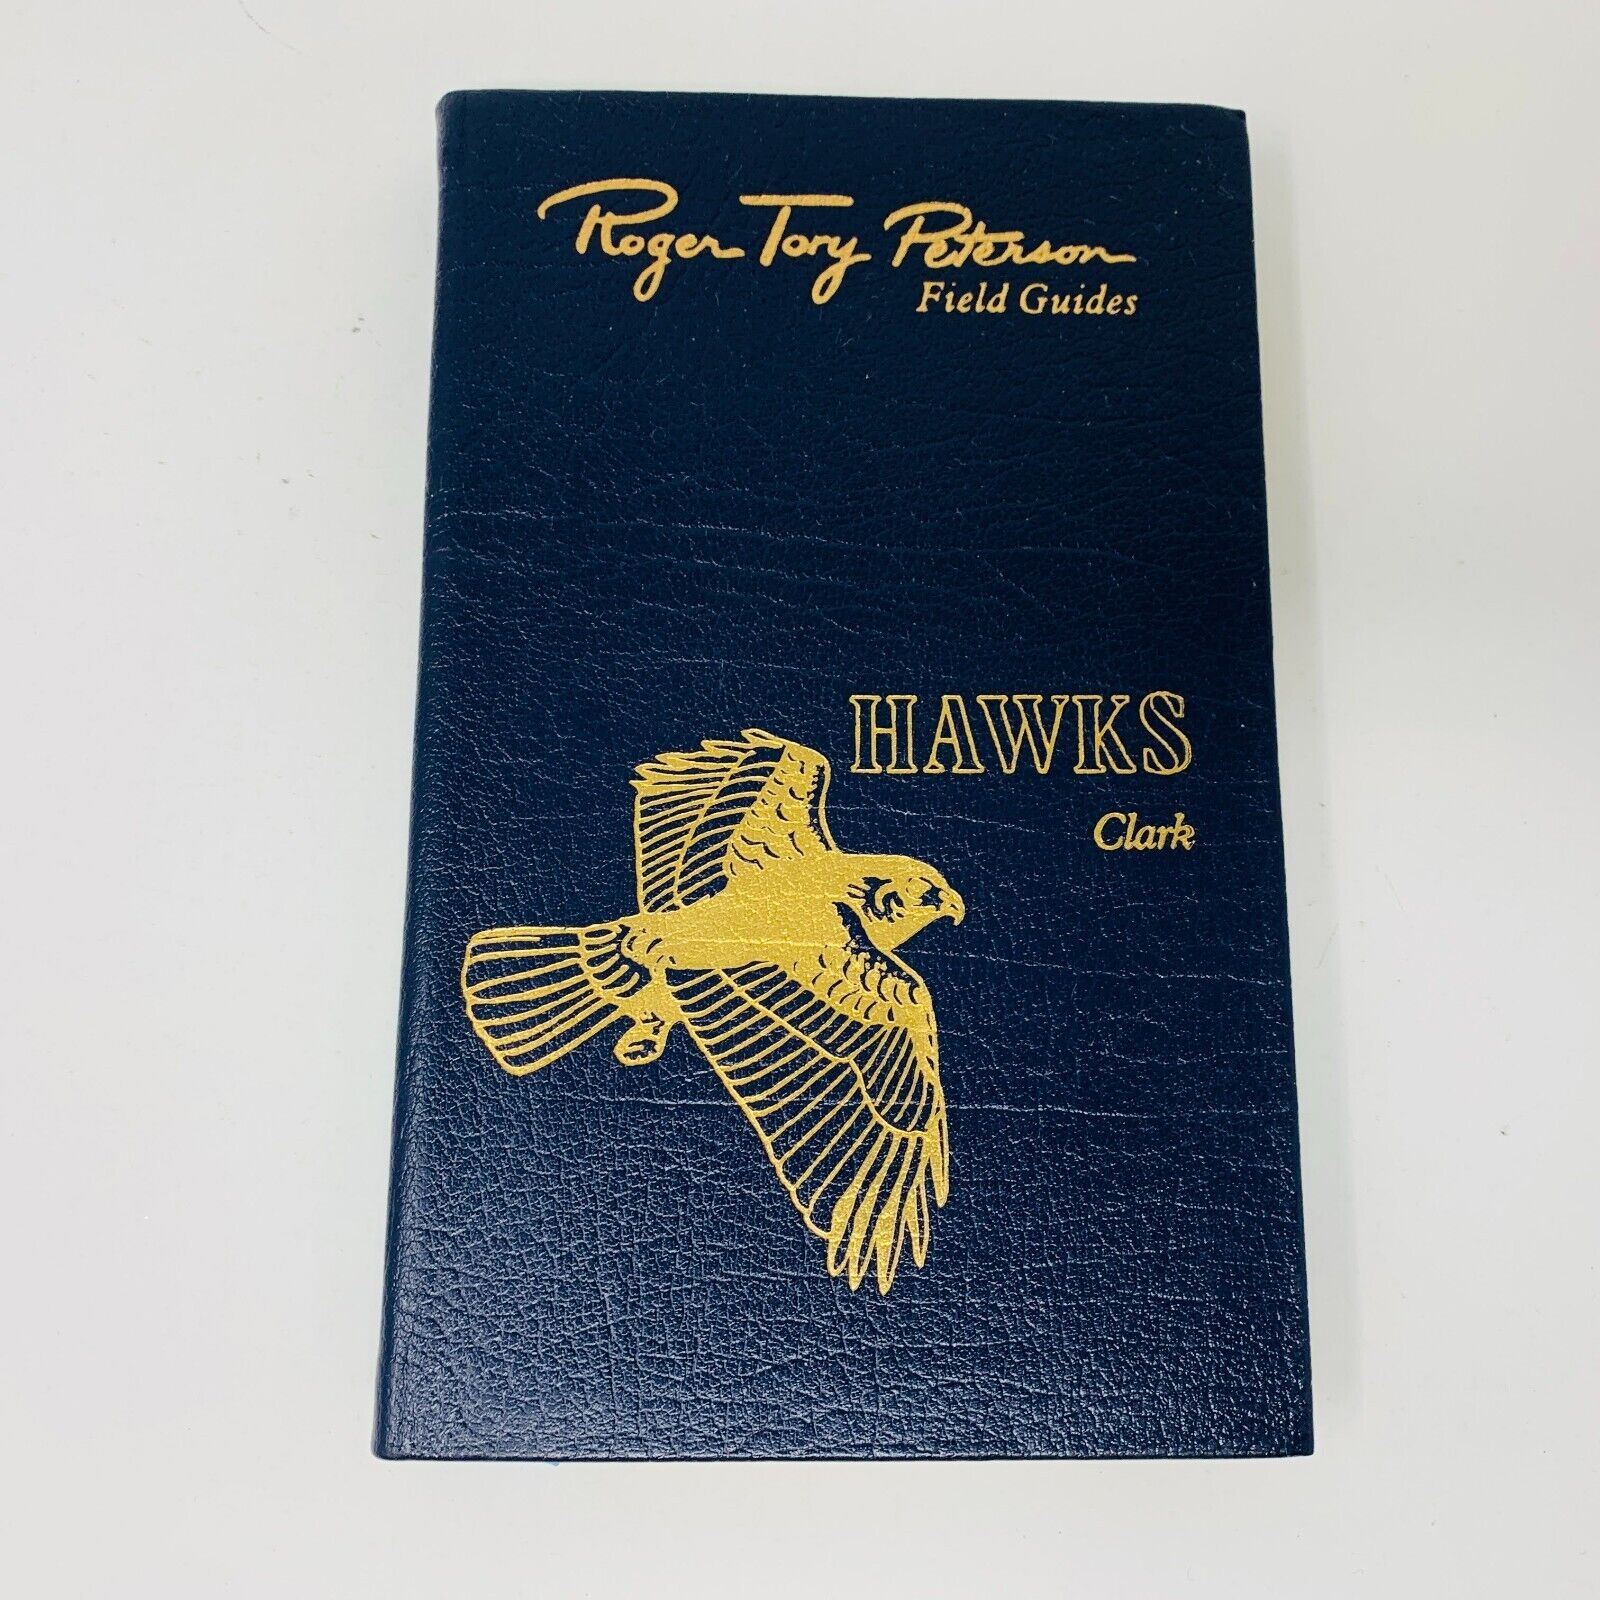 Roger Tory Peterson
Field Guides
HAWKS
Clark